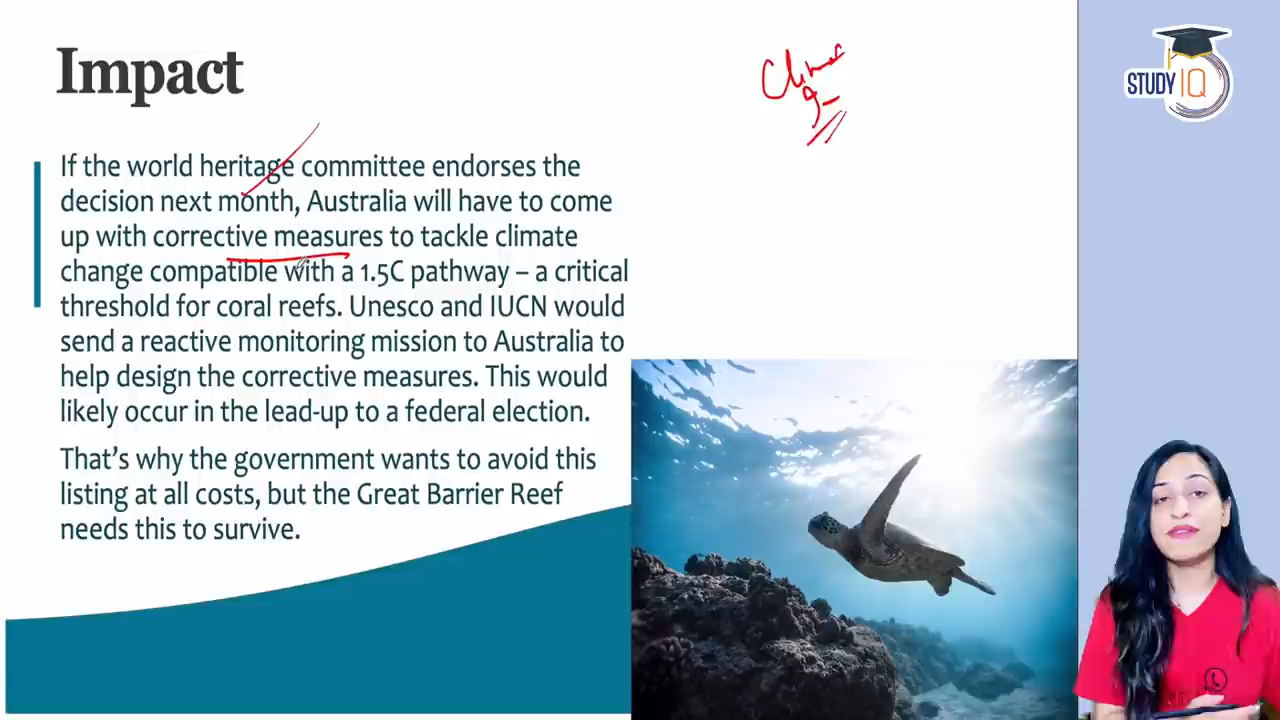 Impact
STUDY IQ
If the world heritage committee endorses the
decision next month, Australia will have to come
up with corrective measures to tackle climate
change compatible with a 1.5C pathway – a critical
threshold for coral reefs. Unesco and IUCN would
send a reactive monitoring mission to Australia to
help design the corrective measures. This would
likely occur in the lead-up to a federal election.
That's why the government wants to avoid this
listing at all costs, but the Great Barrier Reef
needs this to survive.